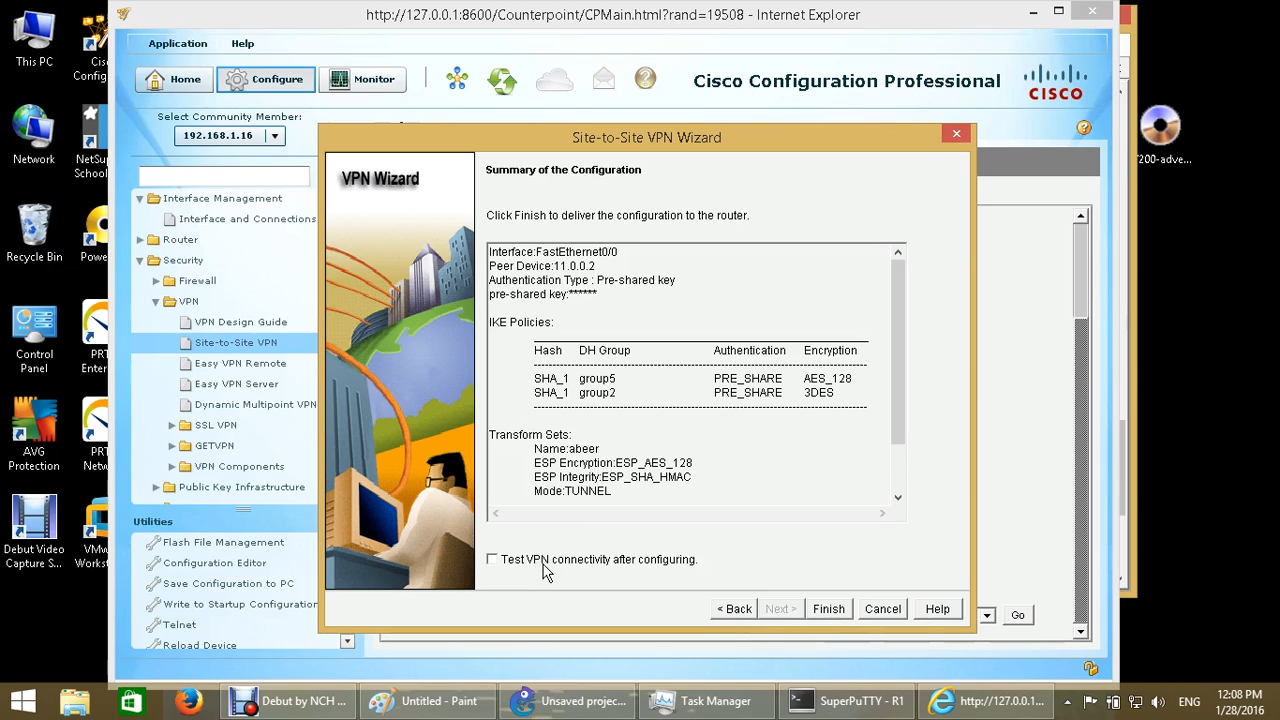 http://127.0.0.1:8600/Counterpoint/CPMain.html?rand=19508 - Internet Explorer
Application Help
Home Configure Monitor
Cisco Configuration Professional
CISCO
Select Community Member:
192.168.1.16
Interface Management
Interface and Connections
Router
Security
Firewall
VPN
VPN Design Guide
Site-to-Site VPN
Easy VPN Remote
Easy VPN Server
Dynamic Multipoint VPN
SSL VPN
GETVPN
VPN Components
Public Key Infrastructure
Utilities
Flash File Management
Configuration Editor
Save Configuration to PC
Write to Startup Configuration
Telnet
Reload Device
Site-to-Site VPN Wizard
VPN Wizard
Summary of the Configuration
Click Finish to deliver the configuration to the router.
Interface:FastEthernet0/0
Peer Device:11.0.0.2
Authentication Type : Pre-shared key
pre-shared key:******
IKE Policies:
Hash DH Group Authentication Encryption
SHA_1 group5 PRE_SHARE AES_128
SHA_1 group2 PRE_SHARE 3DES
Transform Sets:
Name:abeer
ESP Encryption:ESP_AES_128
ESP Integrity:ESP_SHA_HMAC
Mode:TUNNEL
Test VPN connectivity after configuring.
< Back Next > Finish Cancel Help
Go
This PC
Network
Recycle Bin
Control
Panel
AVG
Protection
Debut Video
Capture S...
Debut by NCH ...
Untitled - Paint
Unsaved projec...
Task Manager
SuperPuTTY - R1
http://127.0.0.1...
ENG
12:08 PM
1/28/2016